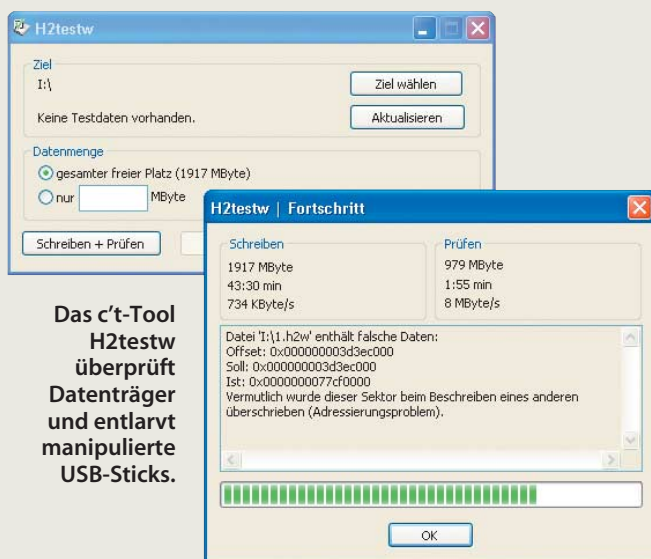 H2testw
Ziel
I:\
Ziel wählen
Keine Testdaten vorhanden.
Aktualisieren
Datenmenge
gesamter freier Platz (1917 MByte)
nur
MByte
Schreiben + Prüfen
H2testw | Fortschritt
Schreiben
1917 MByte
43:30 min
734 KByte/s
Prüfen
979 MByte
1:55 min
8 MByte/s
Datei 'I:\1.h2w' enthält falsche Daten:
Offset: 0x000000003d3ec000
Soll: 0x000000003d3ec000
Ist: 0x0000000077cf0000
Vermutlich wurde dieser Sektor beim Beschreiben eines anderen
überschrieben (Adressierungsproblem).
OK
Das c’t-Tool
H2testw
überprüft
Datenträger
und entlarvt
manipulierte
USB-Sticks.